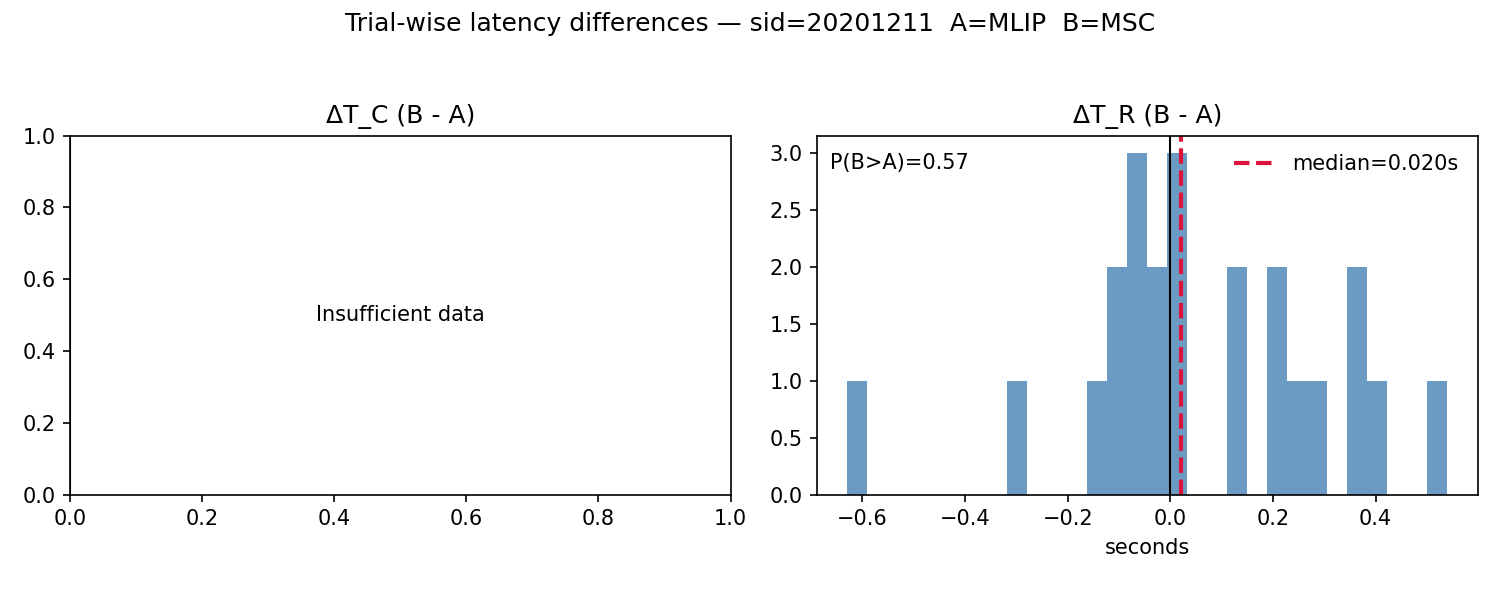 Trial-wise latency differences — sid=20201211  A=MLIP  B=MSC
ΔT_C (B - A)
1.0
0.8
0.6
0.4
0.2
0.0
Insufficient data
0.0 0.2 0.4 0.6 0.8 1.0
ΔT_R (B - A)
P(B>A)=0.57
median=0.020s
3.0
2.5
2.0
1.5
1.0
0.5
0.0
−0.6 −0.4 −0.2 0.0 0.2 0.4
seconds